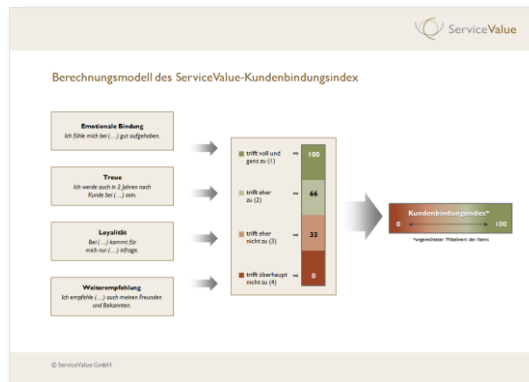 ServiceValue
Berechnungsmodell des ServiceValue-Kundenbindungsindex
Emotionale Bindung
Ich fühle mich bei (…) gut aufgehoben.
Treue
Ich werde auch in 2 Jahren noch
Kunde bei (…) sein.
Loyalität
Bei (…) kommt für
mich nur (…) infrage.
Weiterempfehlung
Ich empfehle (…) auch meinen Freunden
und Bekannten.
trifft voll und
ganz zu (1)
100
trifft eher
zu (2)
66
trifft eher
nicht zu (3)
33
trifft überhaupt
nicht zu (4)
0
Kundenbindungsindex*
0 100
*ungewichteter Mittelwert der Items
© ServiceValue GmbH